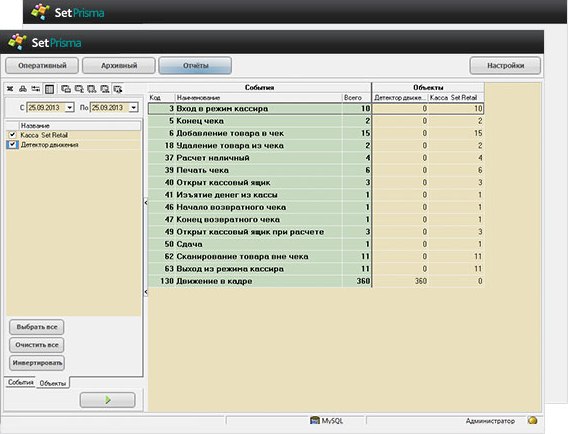 SetPrisma
SetPrisma
Оперативный Архивный Отчёты Настройки
С 25.09.2013 По 25.09.2013
Название
Касса Set Retail
Детектор движения
События Объекты
Код Наименование Всего Детектор движе... Касса Set Retail
3 Вход в режим кассира 10 0 10
5 Конец чека 2 0 2
6 Добавление товара в чек 15 0 15
18 Удаление товара из чека 2 0 2
37 Расчет наличный 4 0 4
39 Печать чека 6 0 6
40 Открыт кассовый ящик 3 0 3
41 Изъятие денег из кассы 1 0 1
46 Начало возвратного чека 1 0 1
47 Конец возвратного чека 1 0 1
49 Открыт кассовый ящик при расчете 3 0 3
50 Сдача 1 0 1
62 Сканирование товара вне чека 11 0 11
63 Выход из режима кассира 11 0 11
130 Движение в кадре 360 360 0
Выбрать все
Очистить все
Инвертировать
События Объекты
MySQL Администратор